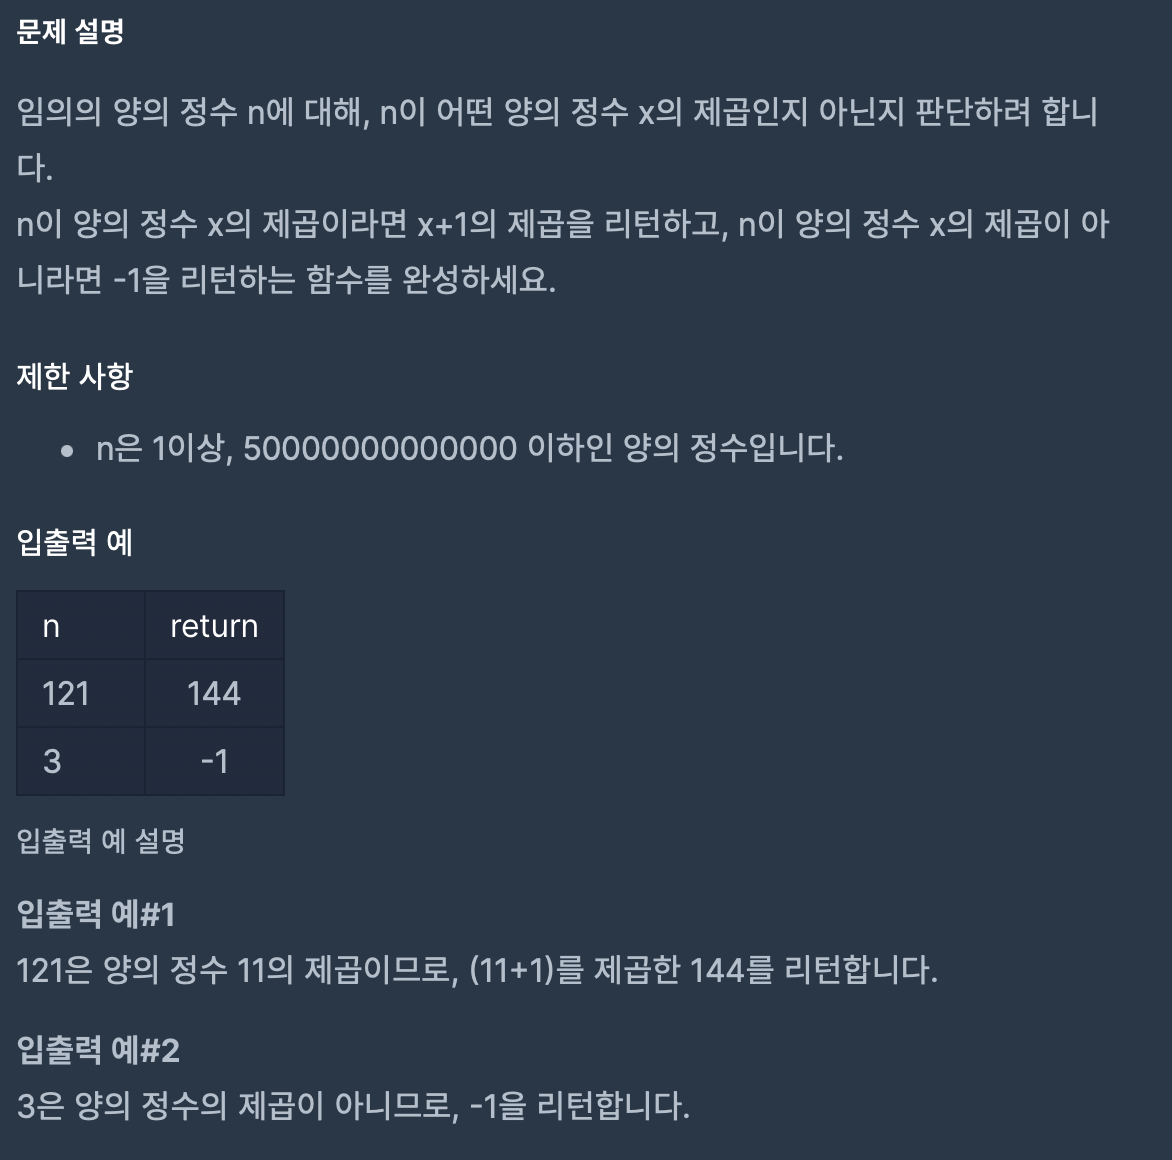 문제 설명
임의의 양의 정수 n에 대해, n이 어떤 양의 정수 x의 제곱인지 아닌지 판단하려 합니
다.
n이 양의 정수 x의 제곱이라면 x+1의 제곱을 리턴하고, n이 양의 정수 x의 제곱이 아
니라면 -1을 리턴하는 함수를 완성하세요.
제한 사항
• n은 1이상, 50000000000000 이하인 양의 정수입니다.
입출력 예
n return
121 144
3 -1
입출력 예 설명
입출력 예#1
121은 양의 정수 11의 제곱이므로, (11+1)를 제곱한 144를 리턴합니다.
입출력 예#2
3은 양의 정수의 제곱이 아니므로, -1을 리턴합니다.